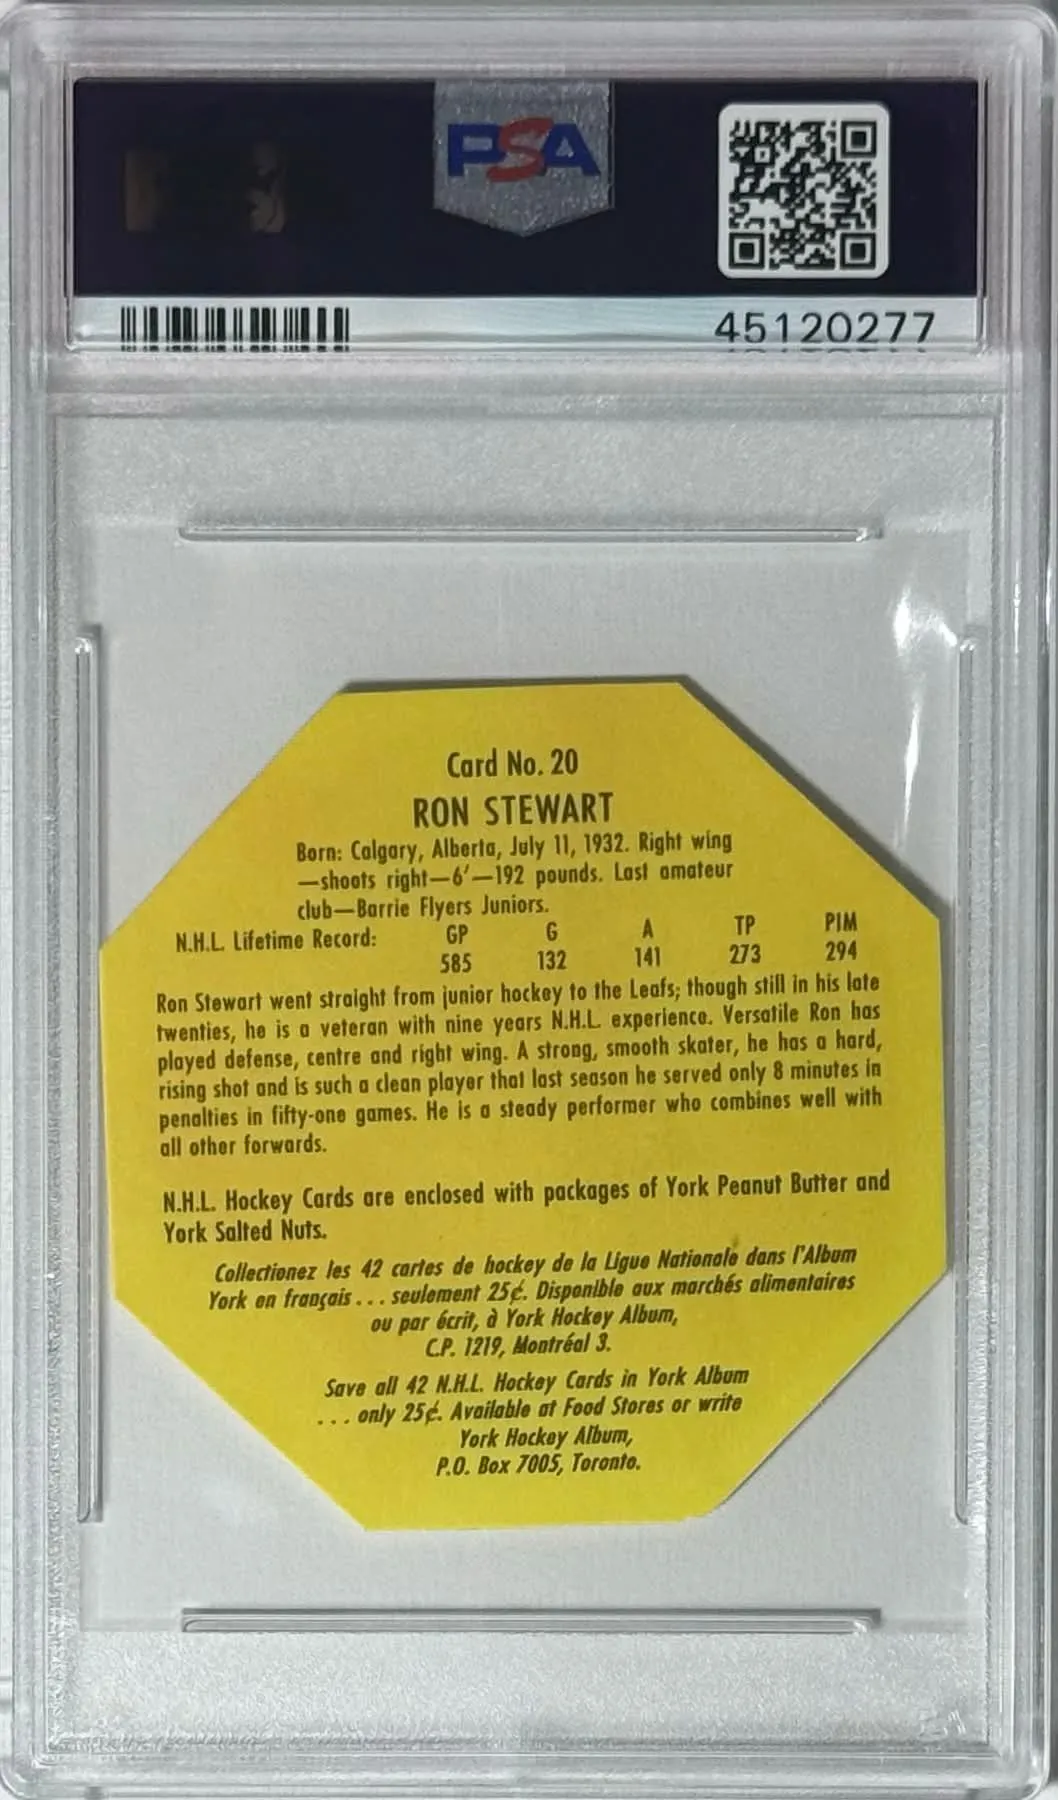 PSA
45120277
Card No. 20
RON STEWART
Born: Calgary, Alberta, July 11, 1932. Right wing
—shoots right—6'—192 pounds. Last amateur
club—Barrie Flyers Juniors.
N.H.L. Lifetime Record: GP G A TP PIM
585 132 141 273 294
Ron Stewart went straight from junior hockey to the Leafs; though still in his late
twenties, he is a veteran with nine years N.H.L. experience. Versatile Ron has
played defense, centre and right wing. A strong, smooth skater, he has a hard,
rising shot and is such a clean player that last season he served only 8 minutes in
penalties in fifty-one games. He is a steady performer who combines well with
all other forwards.
N.H.L. Hockey Cards are enclosed with packages of York Peanut Butter and
York Salted Nuts.
Collectionez les 42 cartes de hockey de la Ligue Nationale dans l'Album
York en français ... seulement 25¢. Disponible aux marchés alimentaires
ou par écrit, à York Hockey Album,
C.P. 1219, Montréal 3.
Save all 42 N.H.L. Hockey Cards in York Album
... only 25¢. Available at Food Stores or write
York Hockey Album,
P.O. Box 7005, Toronto.